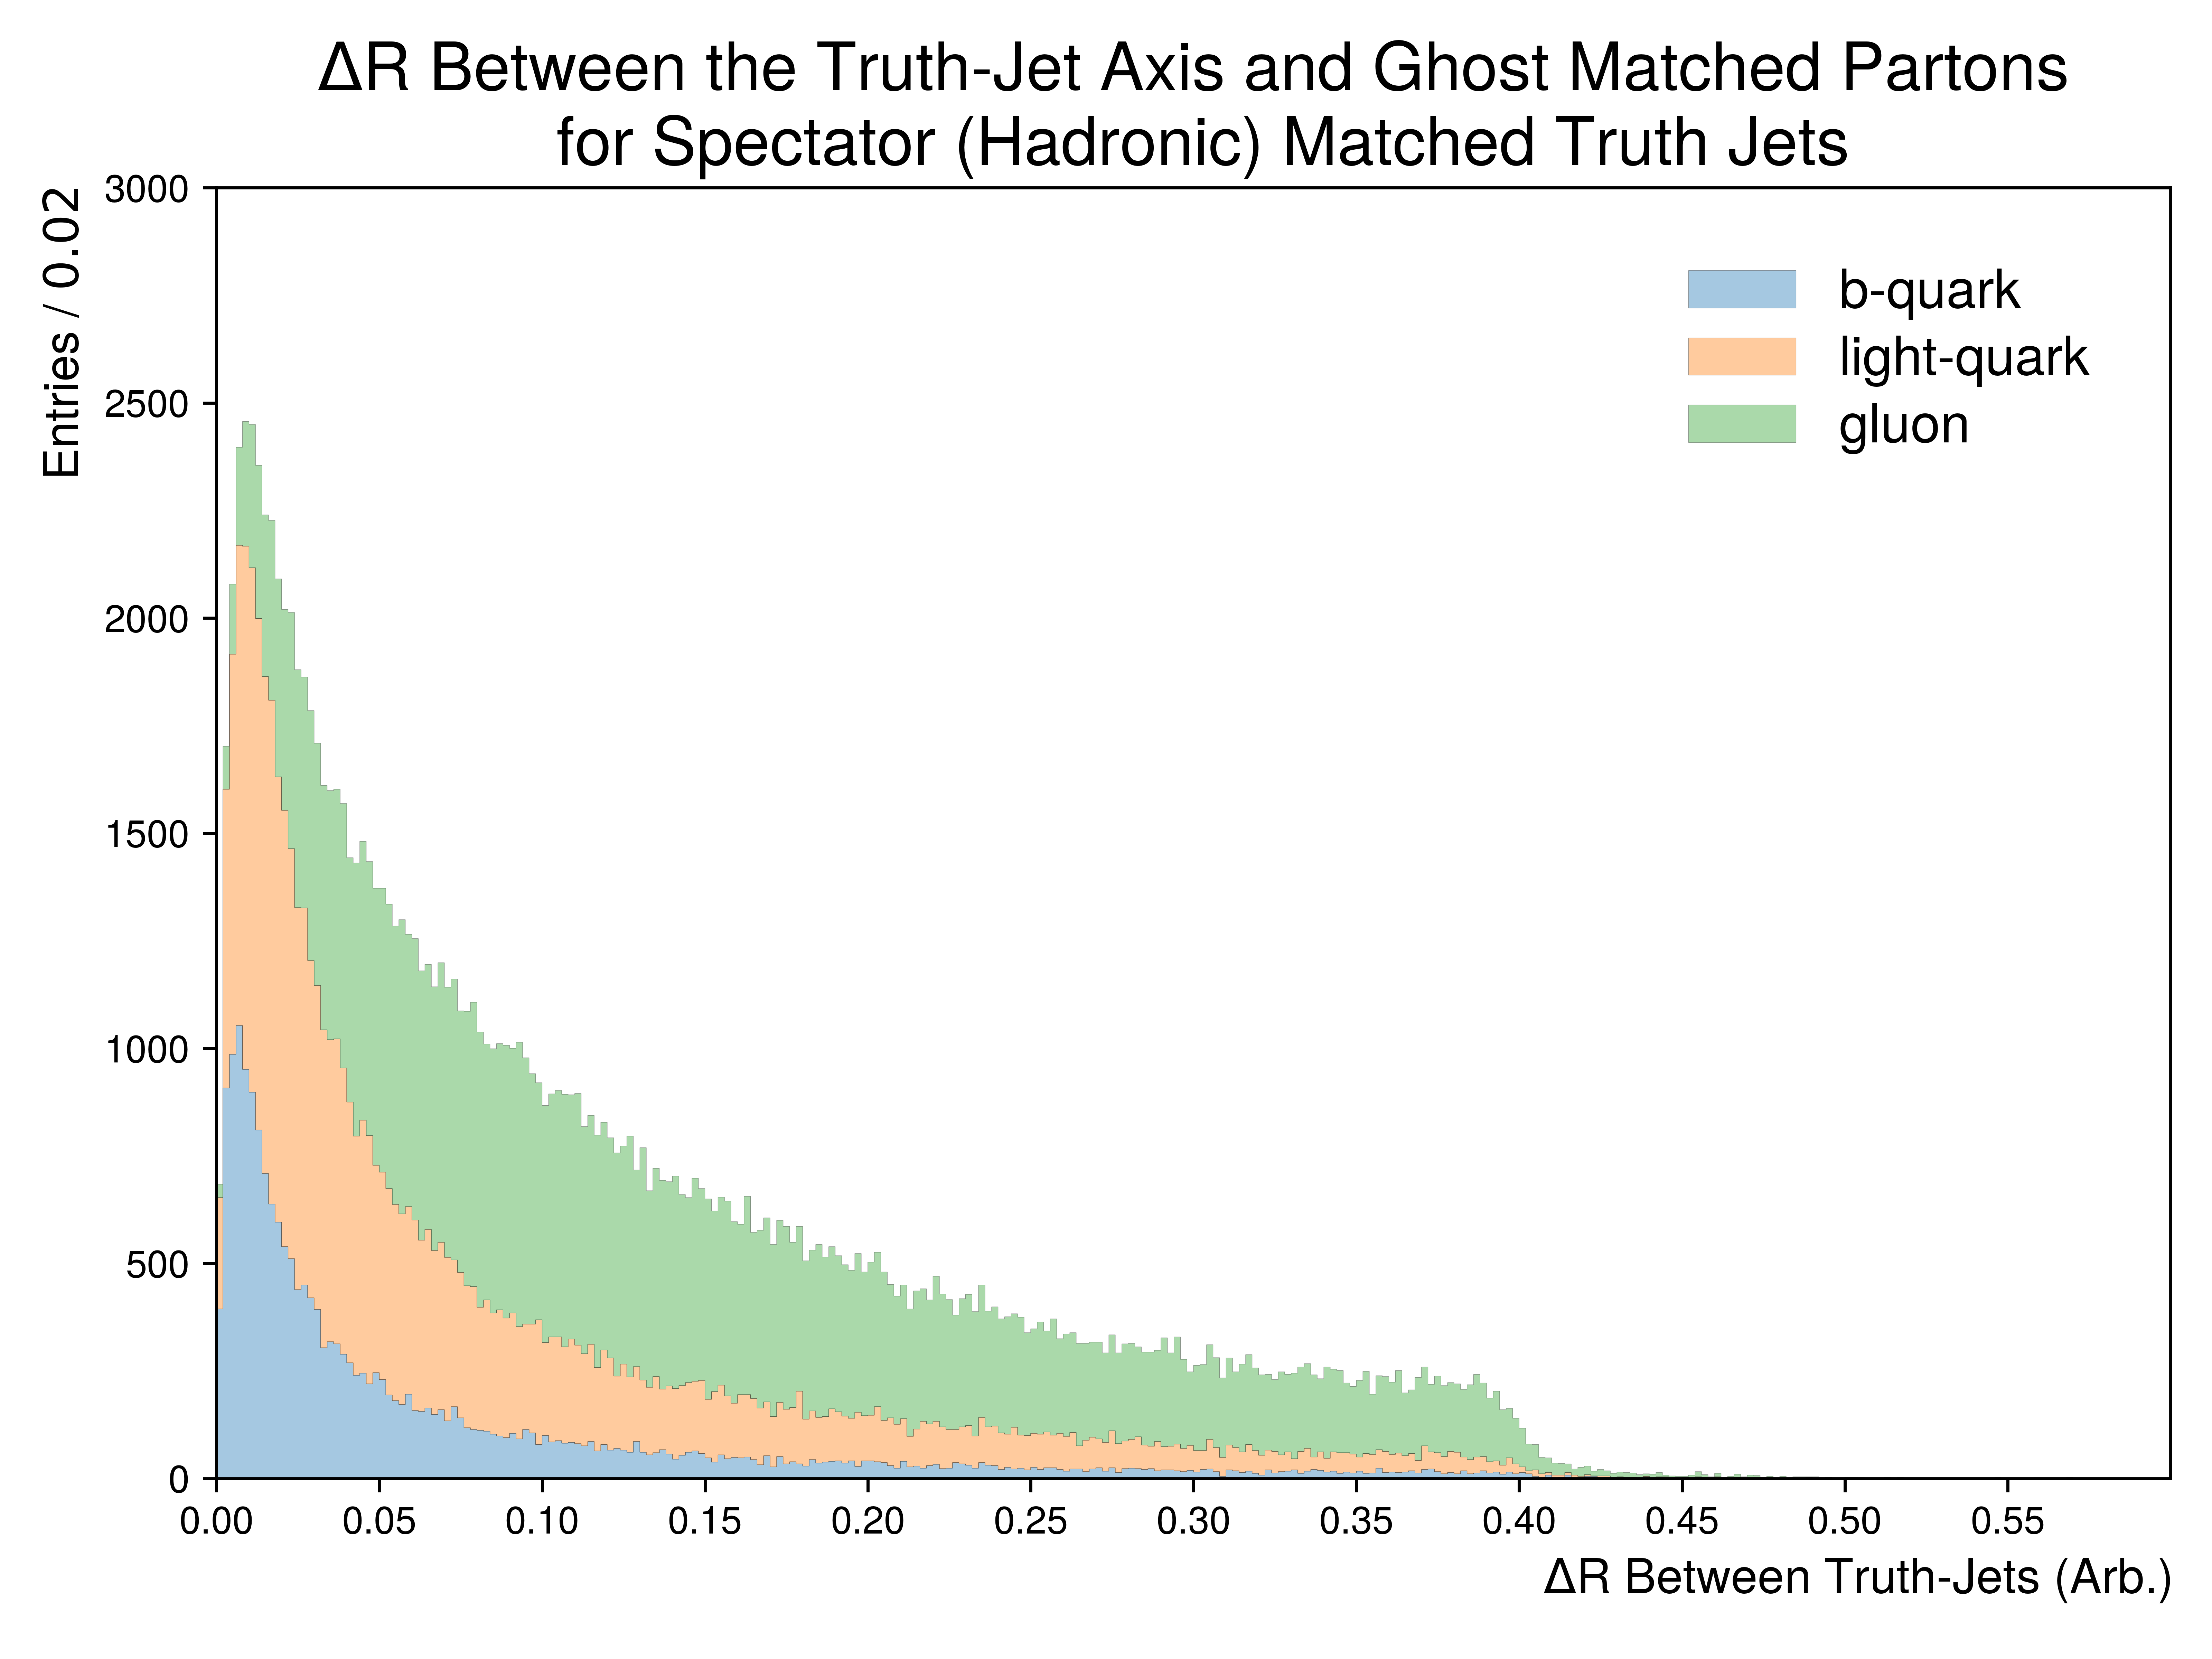 ΔR Between the Truth-Jet Axis and Ghost Matched Partons
for Spectator (Hadronic) Matched Truth Jets
Entries / 0.02
3000
2500
2000
1500
1000
500
0
b-quark
light-quark
gluon
0.00 0.05 0.10 0.15 0.20 0.25 0.30 0.35 0.40 0.45 0.50 0.55
ΔR Between Truth-Jets (Arb.)